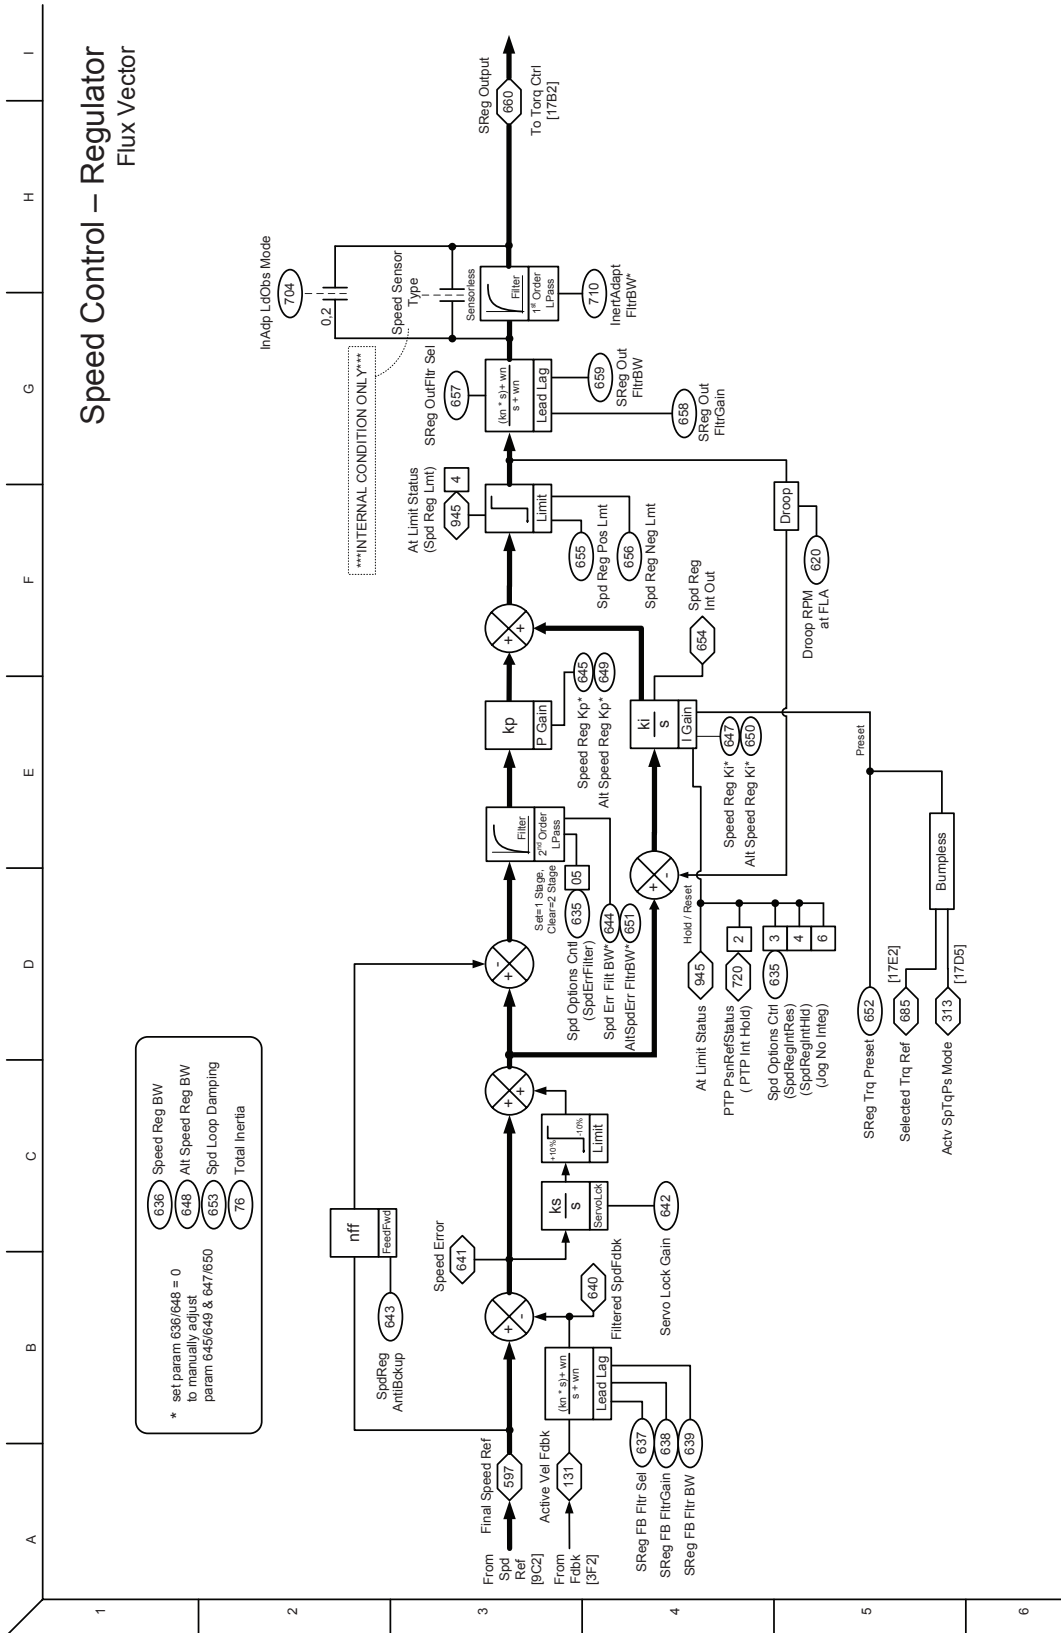 Speed Control – Regulator
Flux Vector
A
B
C
D
E
F
G
H
I
1
2
3
4
5
6
* set param 636/648 = 0
to manually adjust
param 645/649 & 647/650
636 Speed Reg BW
648 Alt Speed Reg BW
653 Spd Loop Damping
76 Total Inertia
From
Spd
Ref
[9C2]
Final Speed Ref
597
From
Fdbk
[3F2]
Active Vel Fdbk
131
(kn * s)+ wn
s + wn
Lead Lag
637
SReg FB Fltr Sel
638
SReg FB FltrGain
639
SReg FB Fltr BW
640
Filtered SpdFdbk
nff
FeedFwd
643
SpdReg
AntiBckup
+
-
Speed Error
641
ks
s
ServoLck
642
Servo Lock Gain
+10%
-10%
Limit
+
+
+
-
Filter
2nd Order
LPass
Set=1 Stage,
Clear=2 Stage
635
05
Spd Options Cntl
(SpdErrFilter)
644
Spd Err Filt BW*
651
AltSpdErr FltrBW*
kp
P Gain
Speed Reg Kp*
645
Alt Speed Reg Kp*
649
+
+
+
-
ki
s
I Gain
Speed Reg Ki*
647
Alt Speed Reg Ki*
650
654
Spd Reg
Int Out
Hold / Reset
945
At Limit Status
2
720
PTP PsnRefStatus
( PTP Int Hold)
635
3
4
6
Spd Options Ctrl
(SpdRegIntRes)
(SpdRegIntHld)
(Jog No Integ)
Preset
652
SReg Trq Preset
[17E2]
685
Selected Trq Ref
[17D5]
313
Actv SpTqPs Mode
Bumpless
At Limit Status
(Spd Reg Lmt)
945
4
Limit
655
Spd Reg Pos Lmt
656
Spd Reg Neg Lmt
Droop
620
Droop RPM
at FLA
SReg OutFltr Sel
657
(kn * s)+ wn
s + wn
Lead Lag
659
SReg Out
FltrBW
658
SReg Out
FltrGain
***INTERNAL CONDITION ONLY***
Speed Sensor
Type
Sensorless
InAdp LdObs Mode
704
0,2
Filter
1st Order
LPass
710
InertAdapt
FltrBW*
SReg Output
660
To Torq Ctrl
[17B2]